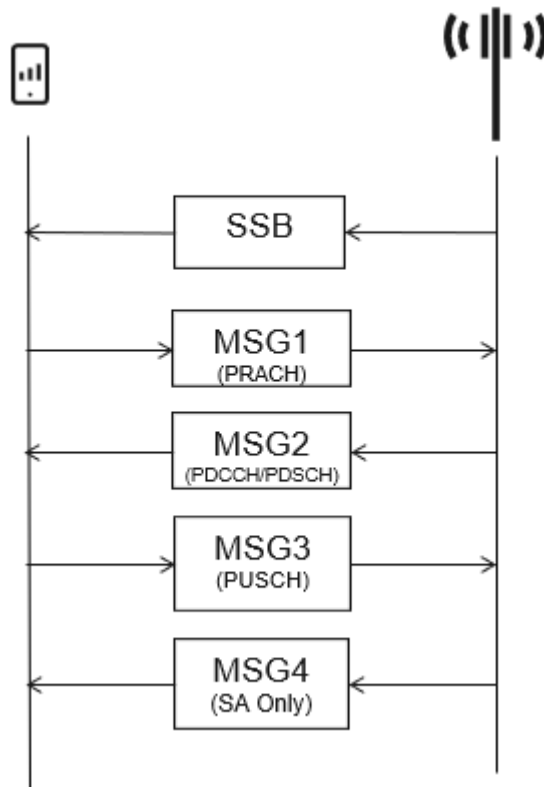 SSB
MSG1
(PRACH)
MSG2
(PDCCH/PDSCH)
MSG3
(PUSCH)
MSG4
(SA Only)